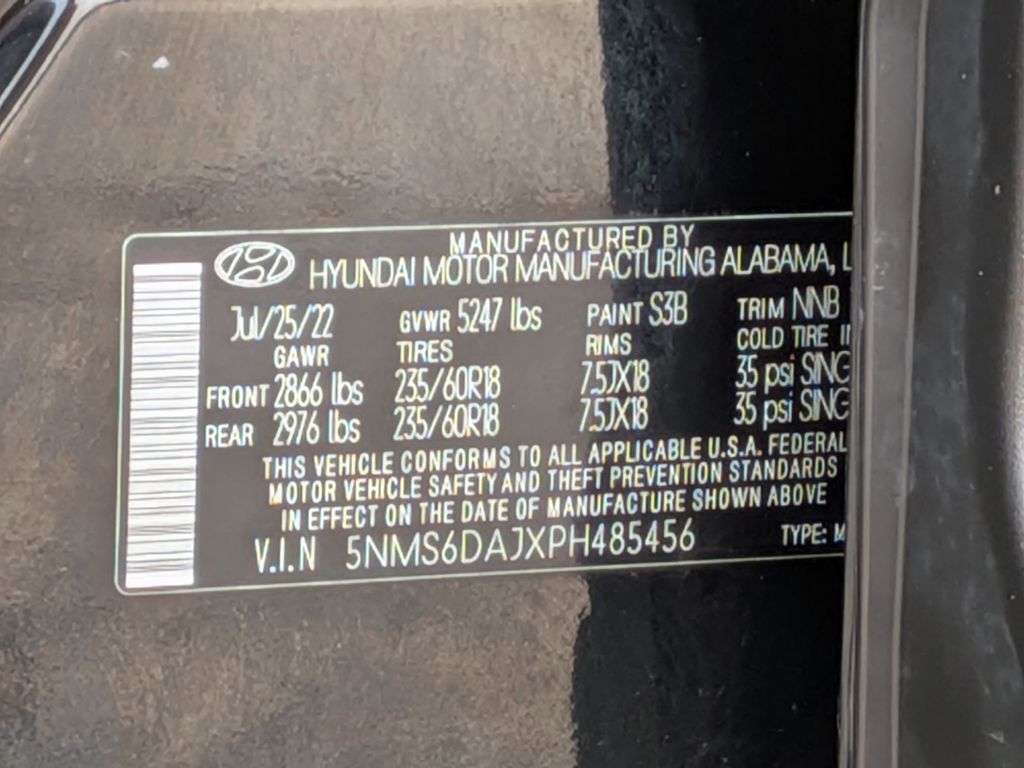 MANUFACTURED BY
HYUNDAI MOTOR MANUFACTURING ALABAMA, L
Jul/25/22 GVWR 5247 lbs PAINT S3B TRIM NNB
GAWR TIRES RIMS COLD TIRE
FRONT 2866 lbs 235/60R18 7.5JX18 35 psi SING
REAR 2976 lbs 235/60R18 7.5JX18 35 psi SING
THIS VEHICLE CONFORMS TO ALL APPLICABLE U.S.A. FEDERAL
MOTOR VEHICLE SAFETY AND THEFT PREVENTION STANDARDS
IN EFFECT ON THE DATE OF MANUFACTURE SHOWN ABOVE
V.I.N 5NMS6DAJXPH485456 TYPE: M